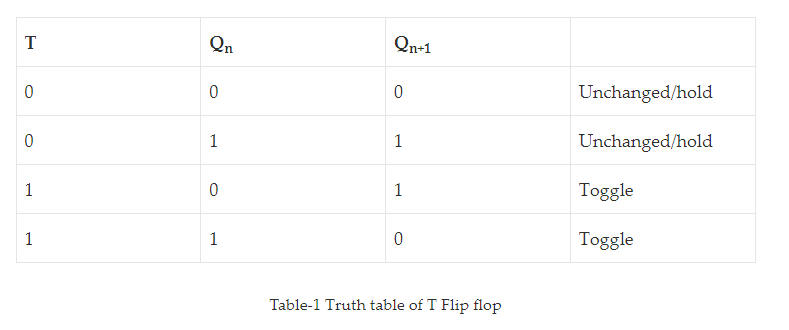 T Qn Qn+1
0 0 0 Unchanged/hold
0 1 1 Unchanged/hold
1 0 1 Toggle
1 1 0 Toggle
Table-1 Truth table of T Flip flop